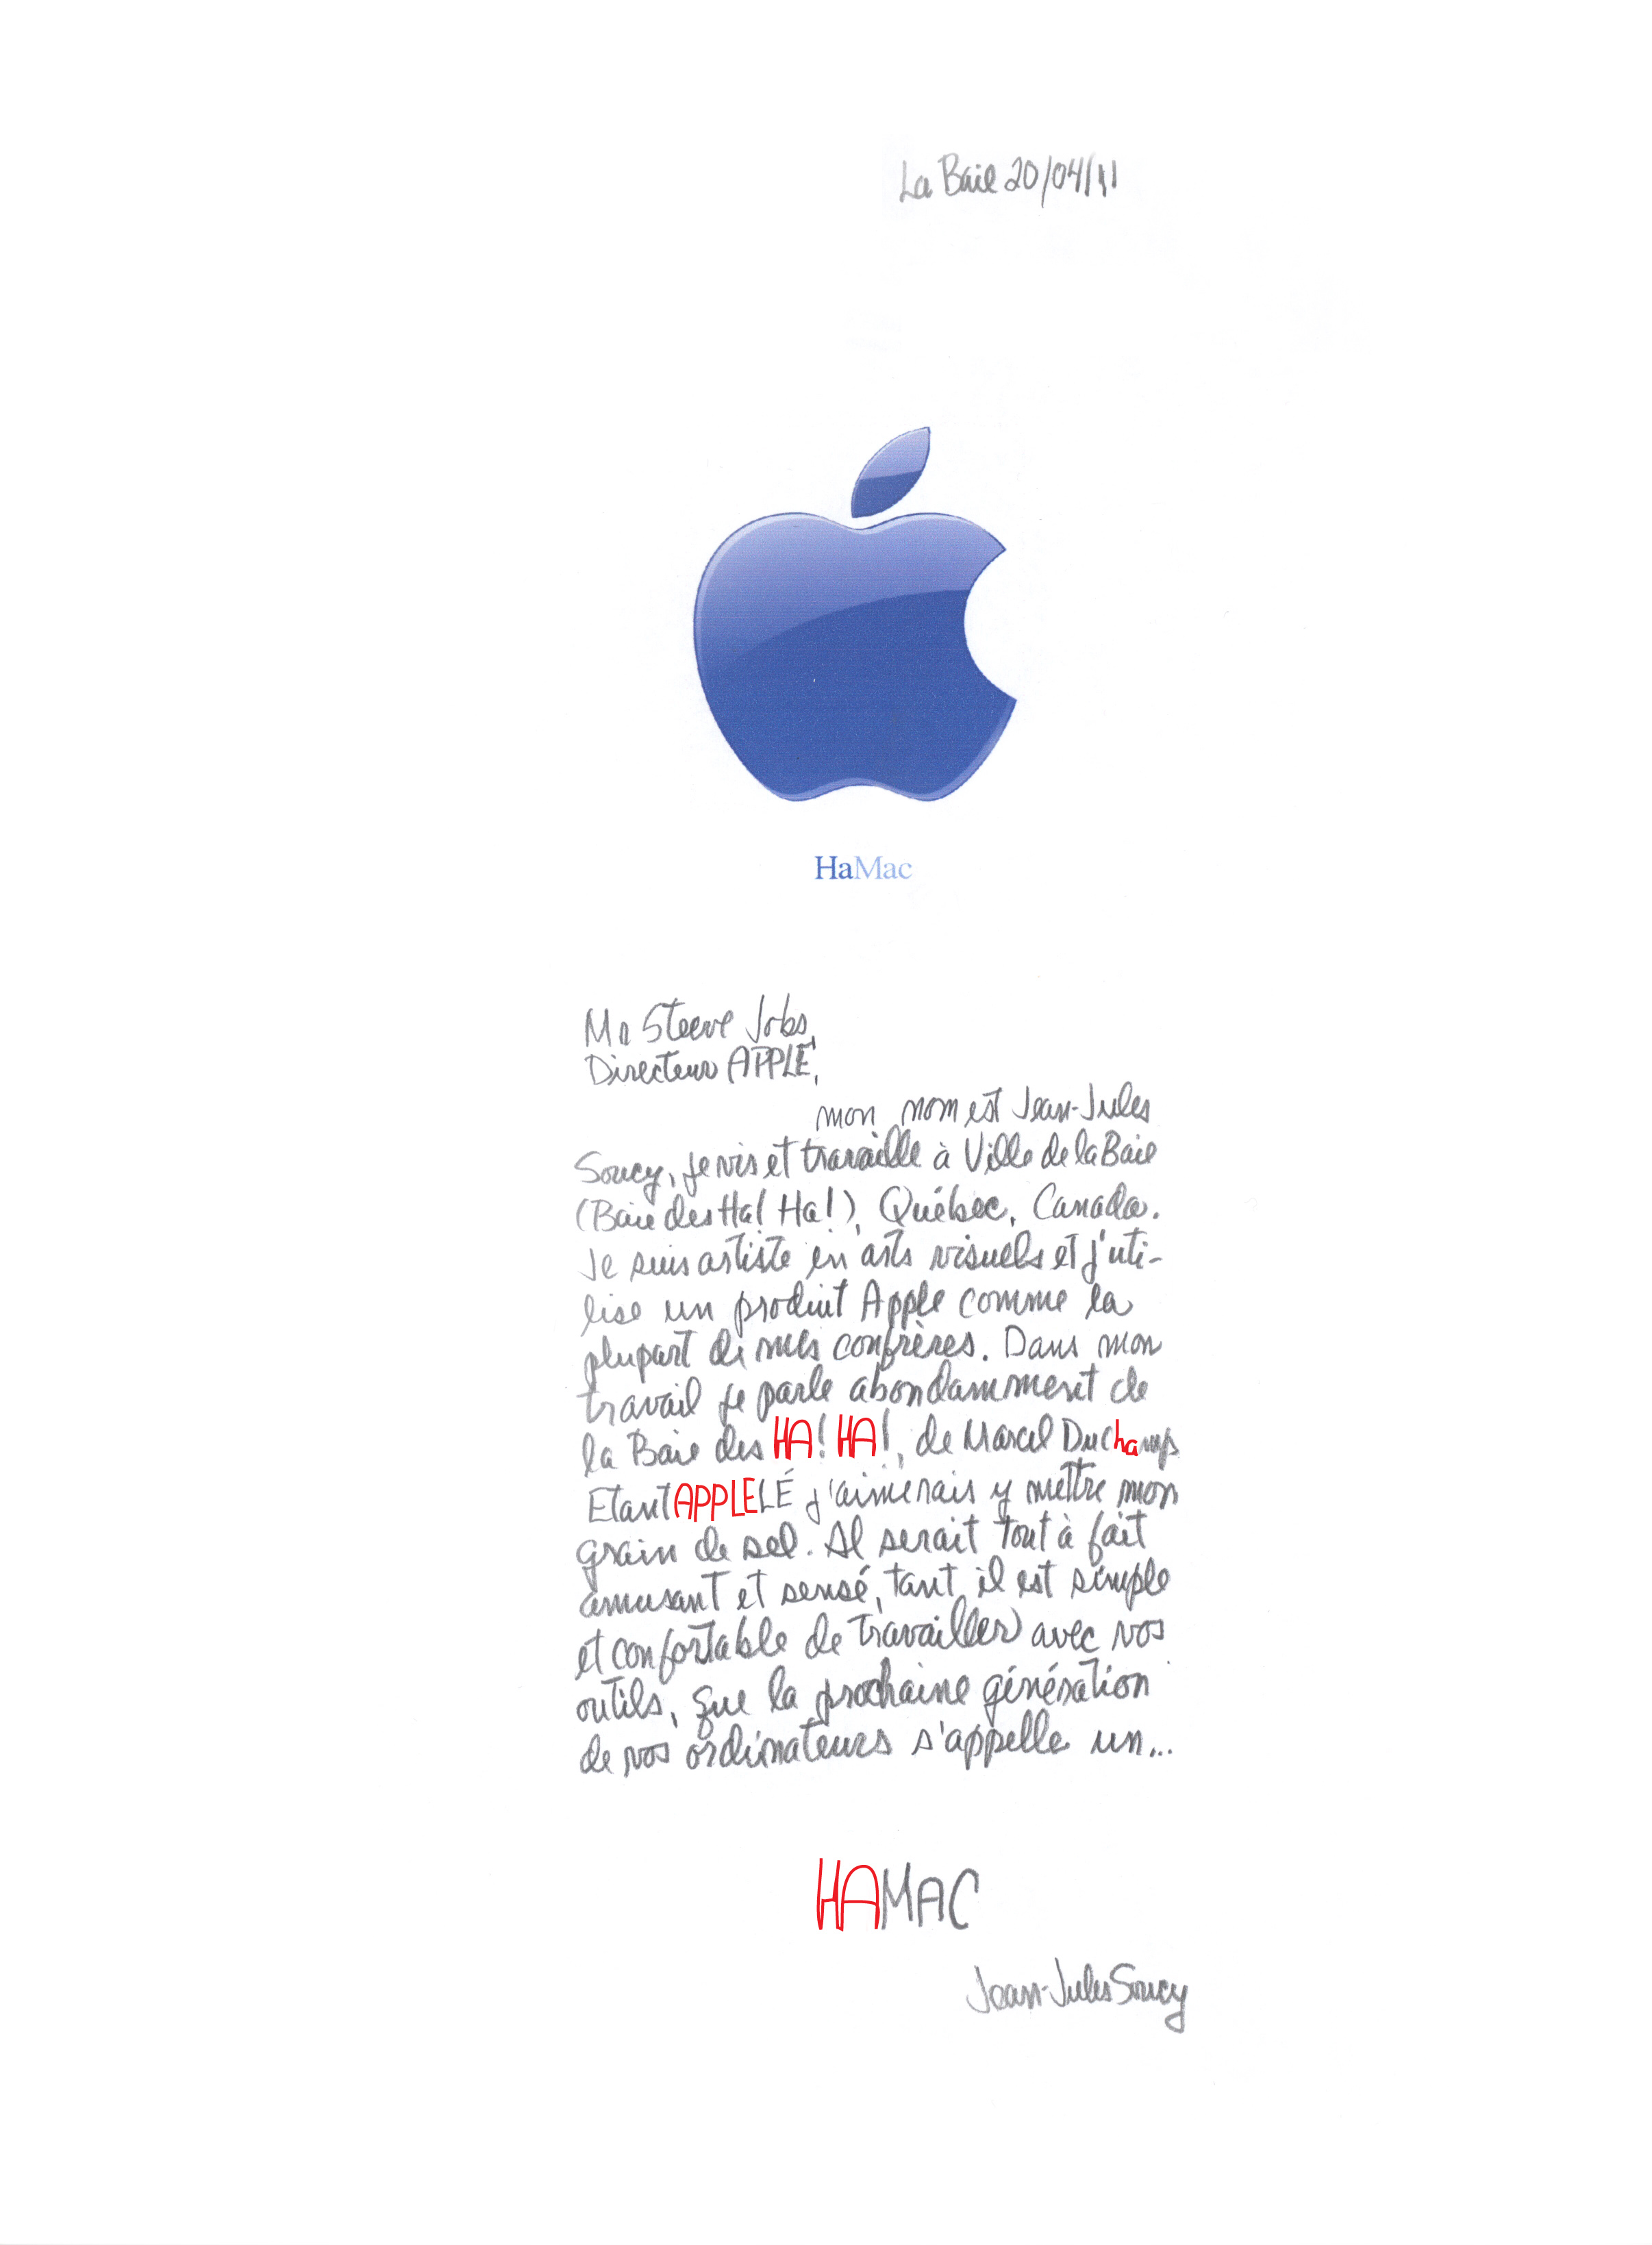 La Baie 20/04/11
HaMac
Mr Steeve Jobs,
Directeur APPLE,
mon nom est Jean-Jules
Soucy, je vis et travaille à Ville de la Baie
(Baie des Ha! Ha!), Québec, Canada.
Je suis artiste en arts visuels et j'uti-
lise un produit Apple comme la
plupart de mes confrères. Dans mon
travail je parle abondamment de
la Baie des HA! HA!, de Marcel Duchamp.
Etant APPLELÉ j'aimerais y mettre mon
grain de sel. Il serait tout à fait
amusant et sensé, tant il est simple
et confortable de travailler avec vos
outils, que la prochaine génération
de vos ordinateurs s'appelle un...
HAMAC
Jean-Jules Soucy